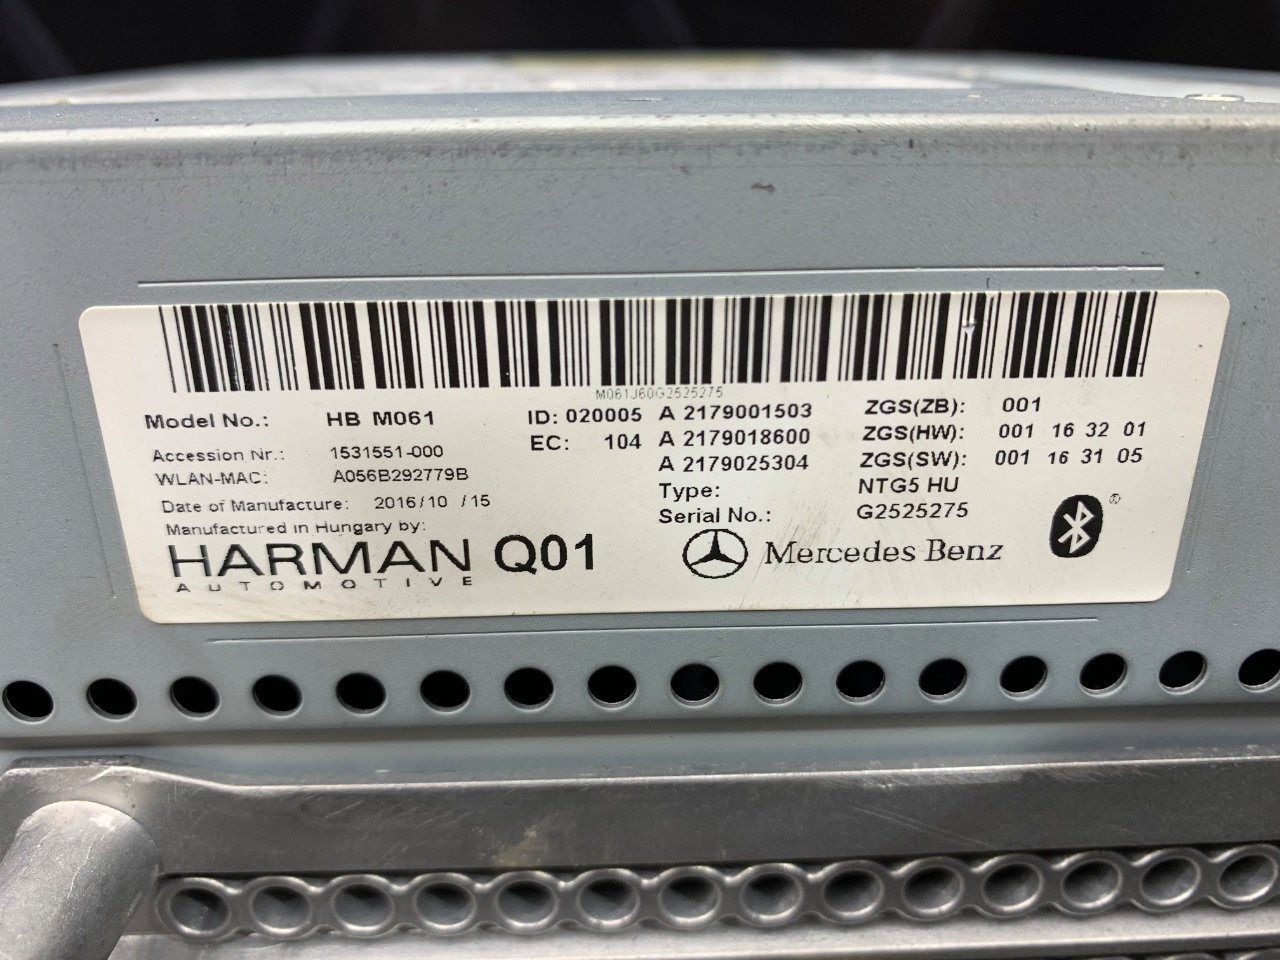 M061J60G2525275
Model No.: HB M061 ID: 020005 A 2179001503 ZGS(ZB): 001
EC: 104 A 2179018600 ZGS(HW): 001 16 32 01
Accession Nr.: 1531551-000 A 2179025304 ZGS(SW): 001 16 31 05
WLAN-MAC: A056B292779B Type: NTG5 HU
Date of Manufacture: 2016/10 /15 Serial No.: G2525275
Manufactured in Hungary by:
HARMAN Q01 Mercedes Benz ®
AUTOMOTIVE